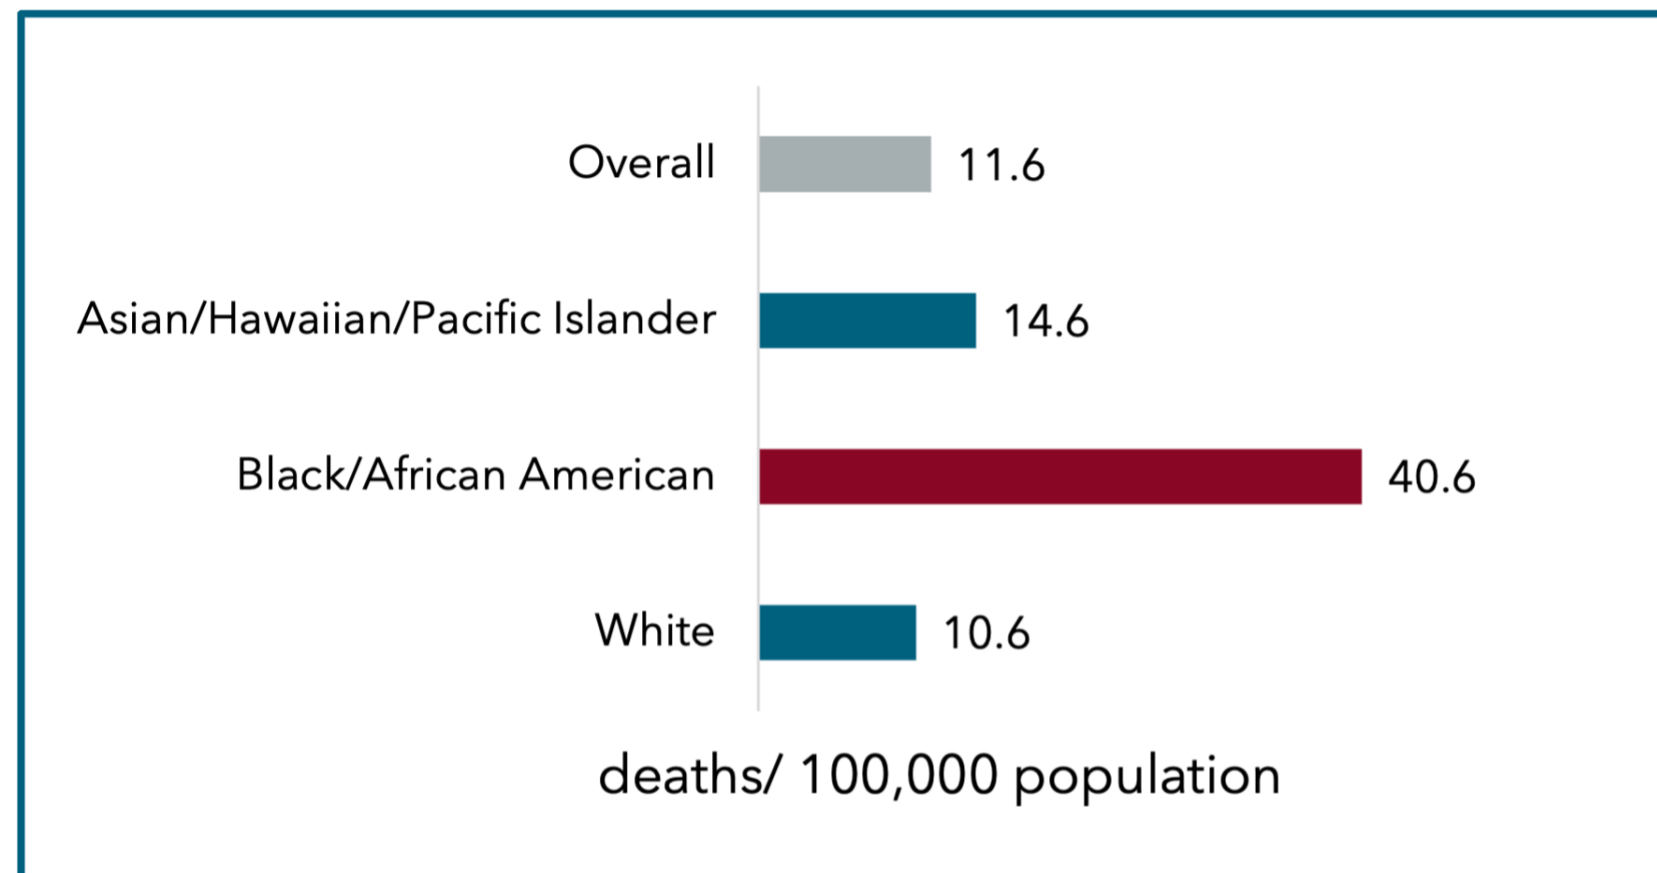 Overall 11.6
Asian/Hawaiian/Pacific Islander 14.6
Black/African American 40.6
White 10.6
deaths/ 100,000 population